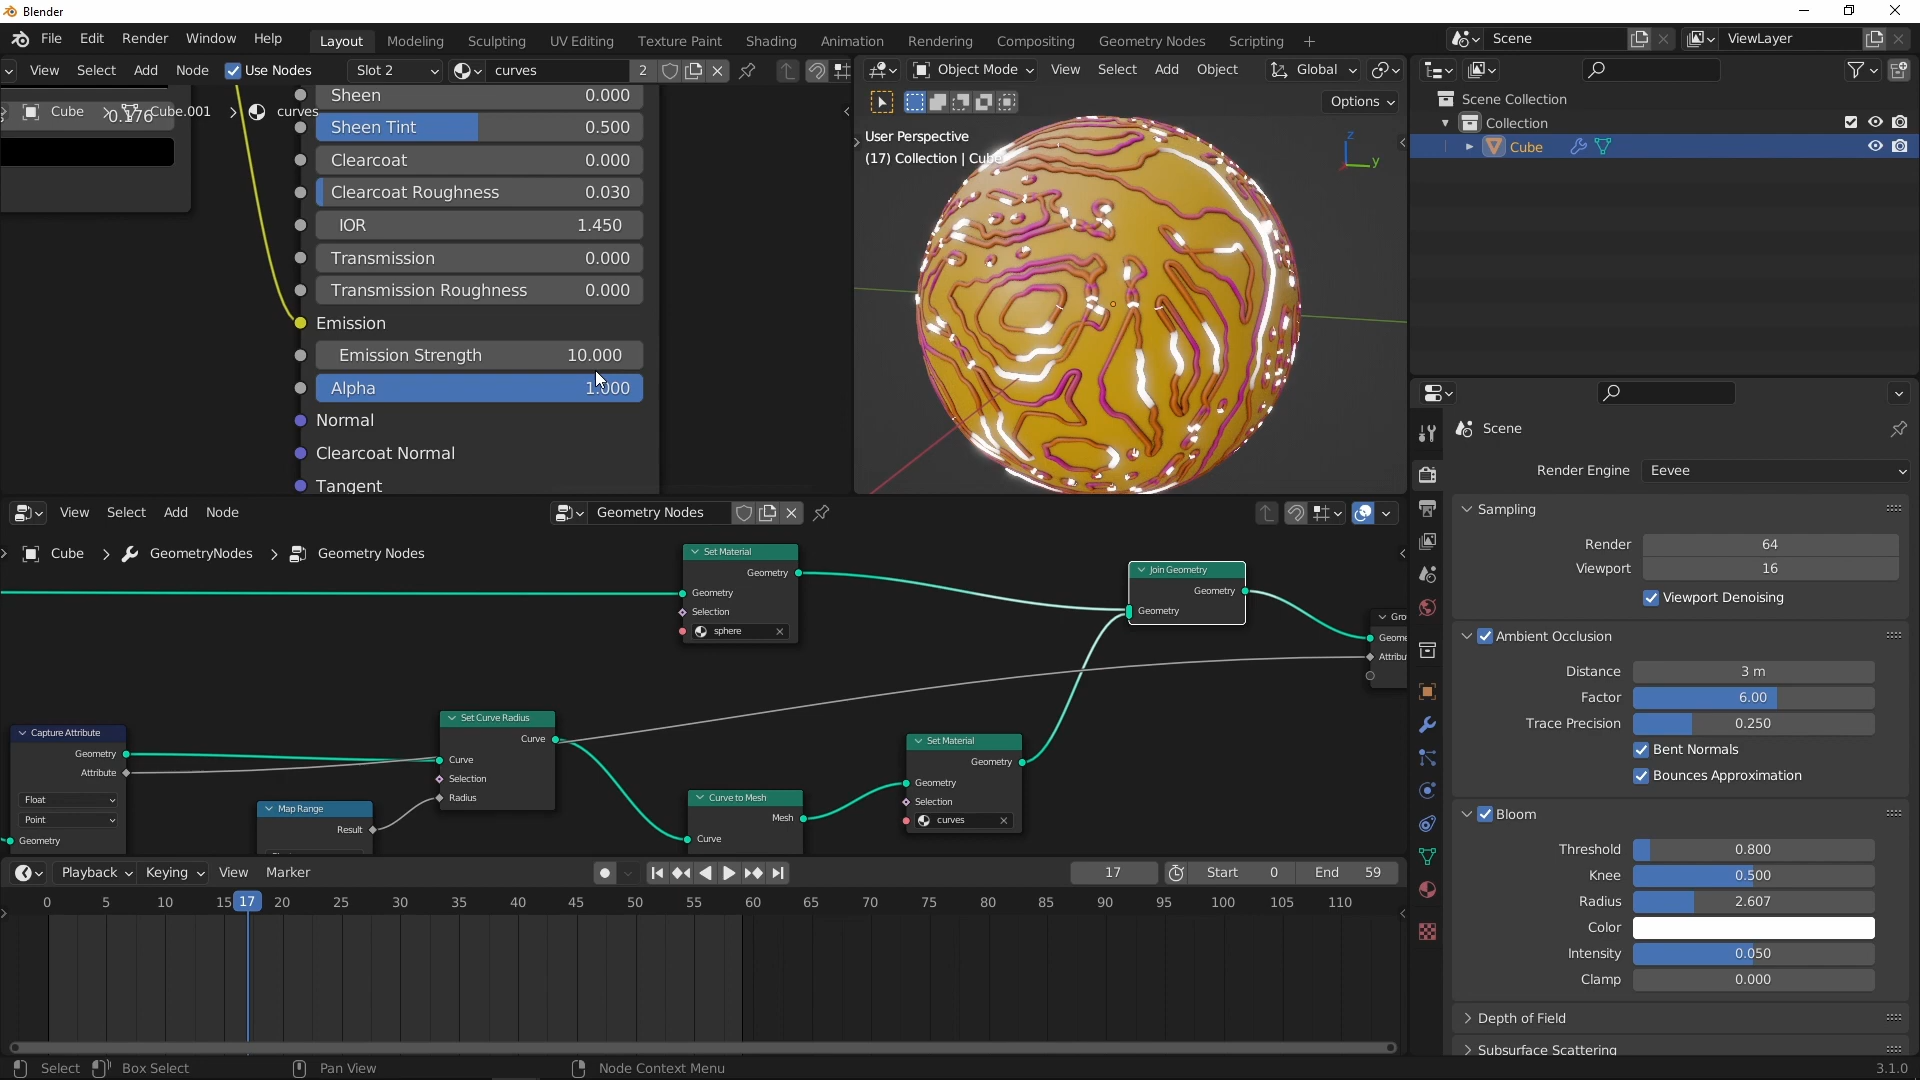 Blender
File Edit Render Window Help
Layout Modeling Sculpting UV Editing Texture Paint Shading Animation Rendering Compositing Geometry Nodes Scripting +
Scene
ViewLayer
View Select Add Node Use Nodes Slot 2 curves 2
Object Mode View Select Add Object Global
Options
Cube > Cube.001 > curves
0.176
Sheen 0.000
Sheen Tint 0.500
Clearcoat 0.000
Clearcoat Roughness 0.030
IOR 1.450
Transmission 0.000
Transmission Roughness 0.000
Emission
Emission Strength 10.000
Alpha 1.000
Normal
Clearcoat Normal
Tangent
User Perspective
(17) Collection | Cube
z
y
Scene Collection
Collection
Cube
Scene
Render Engine Eevee
Sampling
Render 64
Viewport 16
Viewport Denoising
Ambient Occlusion
Distance 3 m
Factor 6.00
Trace Precision 0.250
Bent Normals
Bounces Approximation
Bloom
Threshold 0.800
Knee 0.500
Radius 2.607
Color
Intensity 0.050
Clamp 0.000
Depth of Field
Subsurface Scattering
View Select Add Node Geometry Nodes
Cube > GeometryNodes > Geometry Nodes
Set Material
Geometry
Geometry
Selection
sphere
Join Geometry
Geometry
Geometry
Gro
Geome
Attribu
Capture Attribute
Geometry
Attribute
Float
Point
Geometry
Map Range
Result
Set Curve Radius
Curve
Curve
Selection
Radius
Curve to Mesh
Mesh
Curve
Set Material
Geometry
Geometry
Selection
curves
Playback Keying View Marker 17 Start 0 End 59
0 5 10 15 17 20 25 30 35 40 45 50 55 60 65 70 75 80 85 90 95 100 105 110
Select Box Select Pan View Node Context Menu 3.1.0